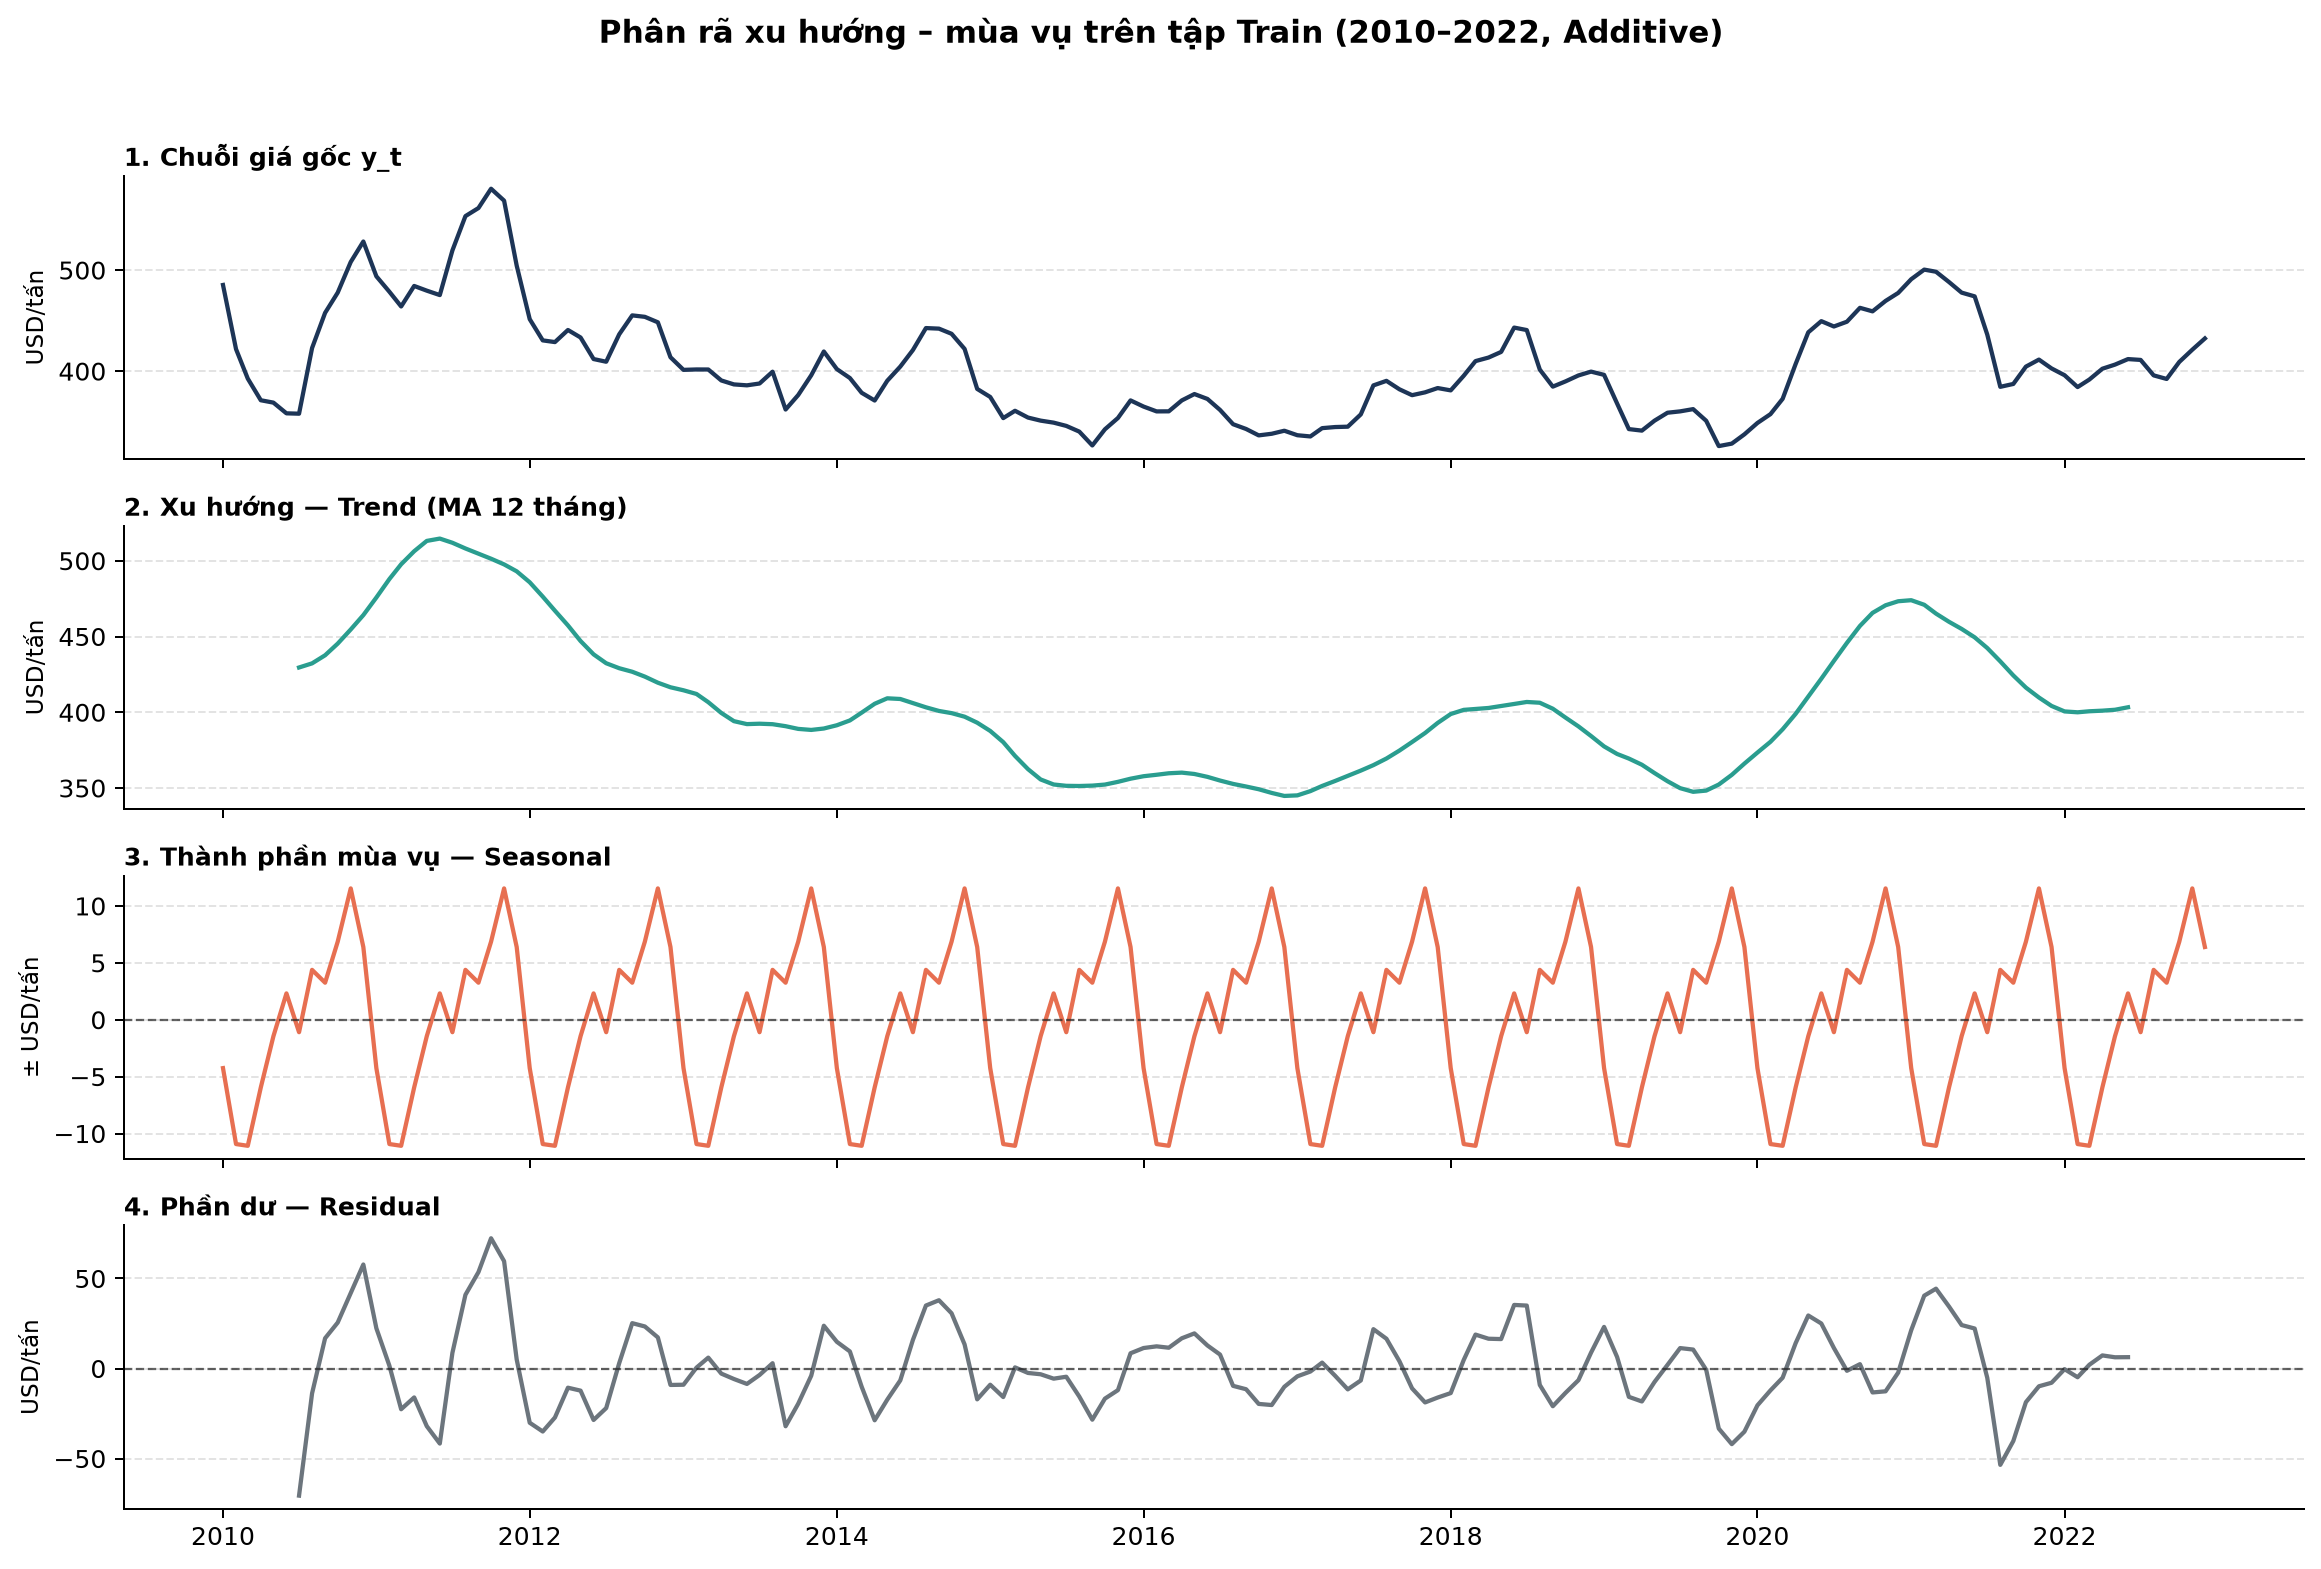 Phân rã xu hướng – mùa vụ trên tập Train (2010–2022, Additive)
1. Chuỗi giá gốc y_t
USD/tấn
500
400
2. Xu hướng — Trend (MA 12 tháng)
USD/tấn
500
450
400
350
3. Thành phần mùa vụ — Seasonal
± USD/tấn
10
5
0
−5
−10
4. Phần dư — Residual
USD/tấn
50
0
−50
2010 2012 2014 2016 2018 2020 2022